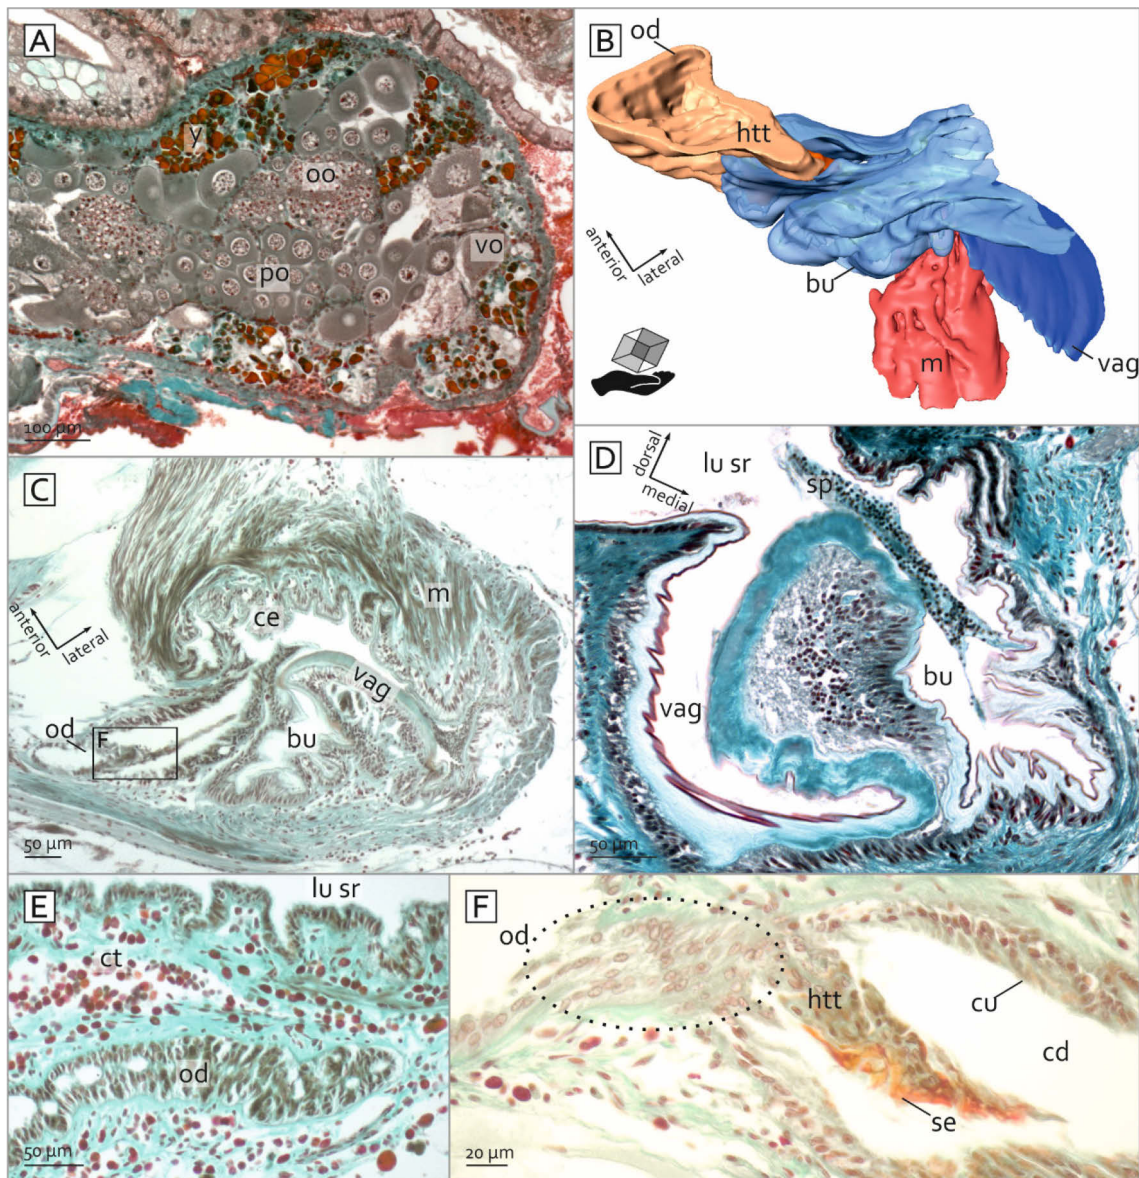 A
y
oo
vo
po
100 µm
B
od
htt
anterior
lateral
bu
m
vag
C
m
ce
anterior
lateral
vag
od
F
bu
50 µm
D
dorsal
medial
lu sr
sp
bu
vag
50 µm
E
lu sr
ct
od
50 µm
F
od
htt
cu
cd
se
20 µm